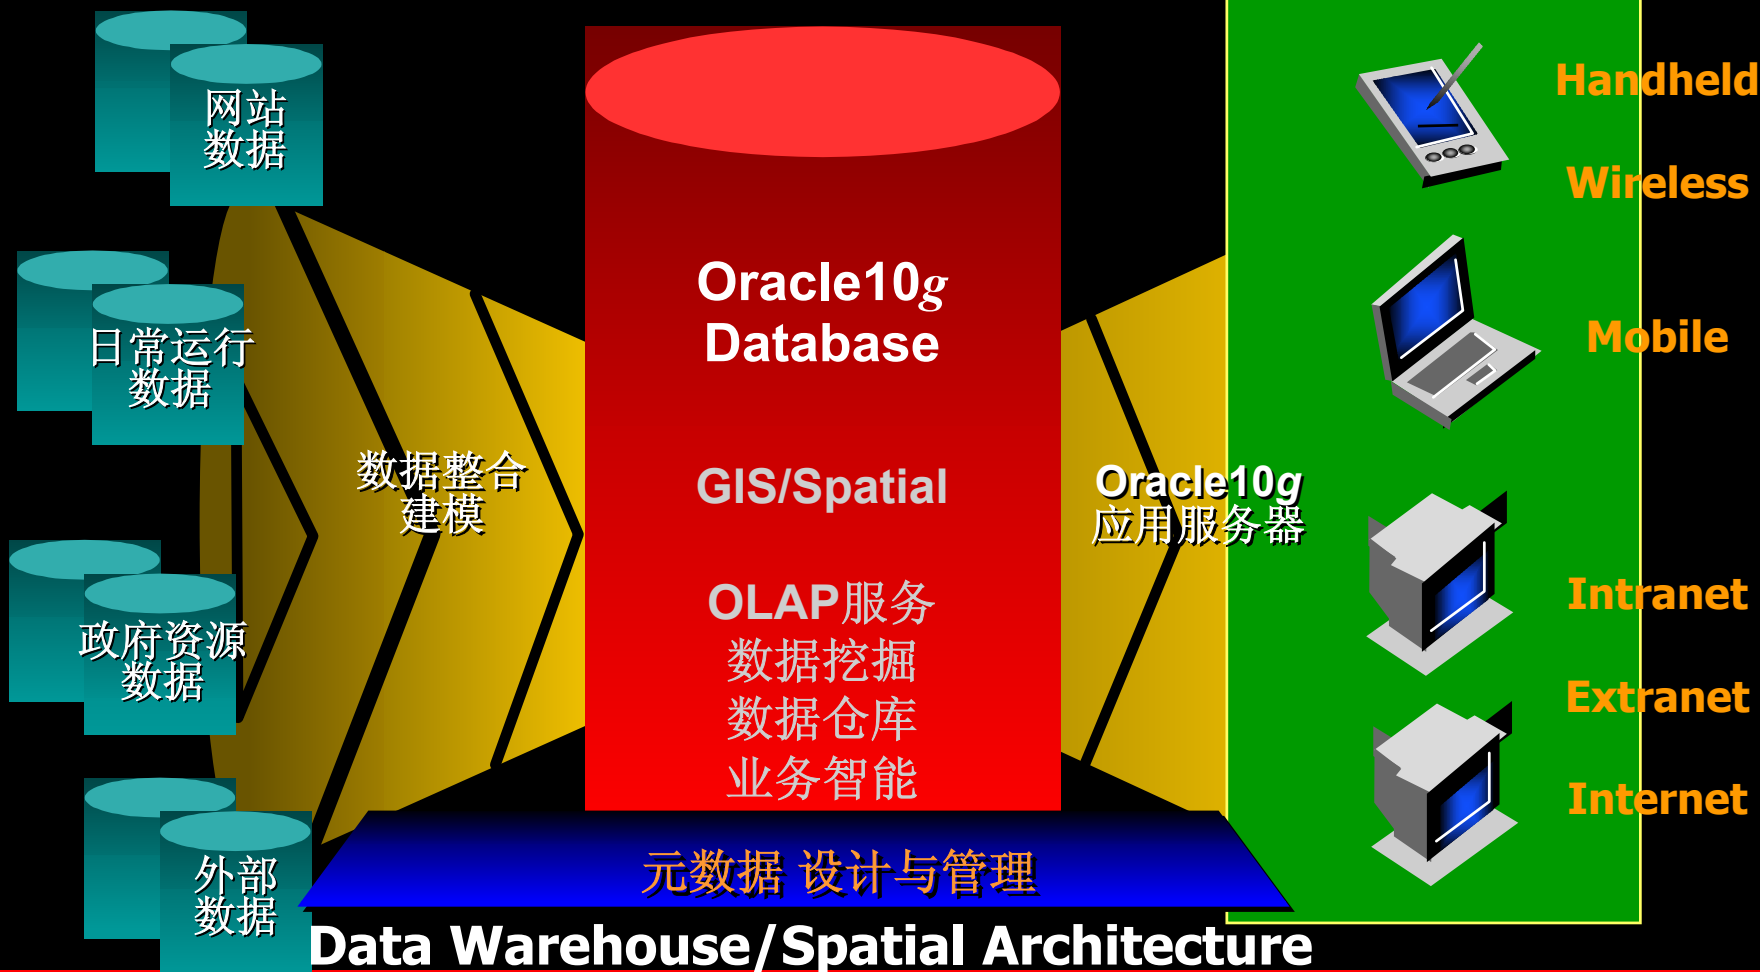 网站
数据
日常运行
数据
政府资源
数据
外部
数据
数据整合
建模
Oracle10g
Database
GIS/Spatial
OLAP服务
数据挖掘
数据仓库
业务智能
Oracle10g
应用服务器
Handheld
Wireless
Mobile
Intranet
Extranet
Internet
元数据 设计与管理
Data Warehouse/Spatial Architecture